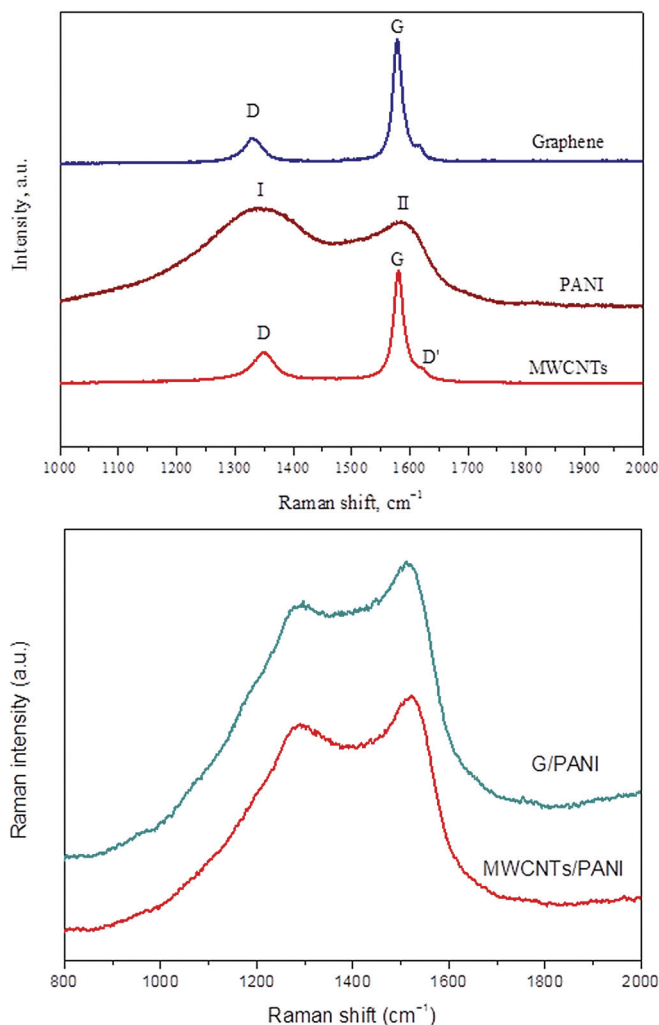 G
D
Graphene
I
II
PANI
G
D
D'
MWCNTs
Intensity, a.u.
1000 1100 1200 1300 1400 1500 1600 1700 1800 1900 2000
Raman shift, cm⁻¹
G/PANI
MWCNTs/PANI
Raman intensity (a.u.)
800 1000 1200 1400 1600 1800 2000
Raman shift (cm⁻¹)